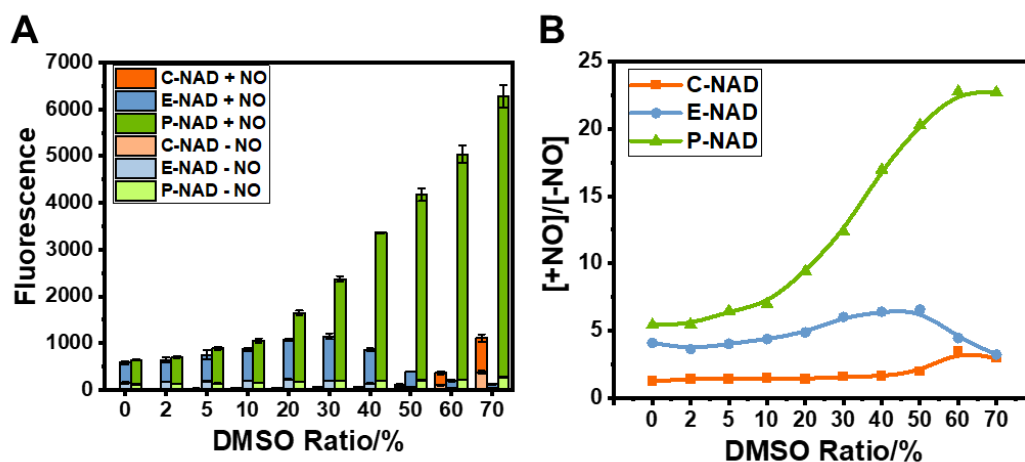 A
Fluorescence
7000
6000
5000
4000
3000
2000
1000
0
C-NAD + NO
E-NAD + NO
P-NAD + NO
C-NAD - NO
E-NAD - NO
P-NAD - NO
0 2 5 10 20 30 40 50 60 70
DMSO Ratio/%
B
[+NO]/[-NO]
25
20
15
10
5
0
C-NAD
E-NAD
P-NAD
0 2 5 10 20 30 40 50 60 70
DMSO Ratio/%